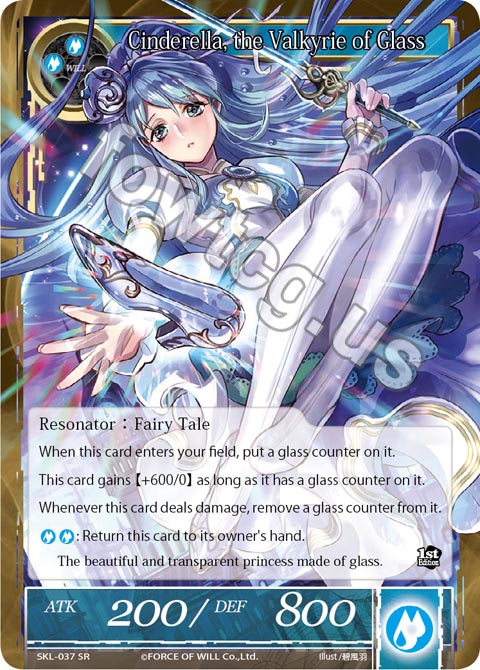 Cinderella, the Valkyrie of Glass
WILL
fowtcg.us
Resonator : Fairy Tale
When this card enters your field, put a glass counter on it.
This card gains 【+600/0】 as long as it has a glass counter on it.
Whenever this card deals damage, remove a glass counter from it.
: Return this card to its owner's hand.
The beautiful and transparent princess made of glass.
1st Edition
ATK 200 / DEF 800
SKL-037 SR ©FORCE OF WILL Co.,Ltd. Illust/碧風羽